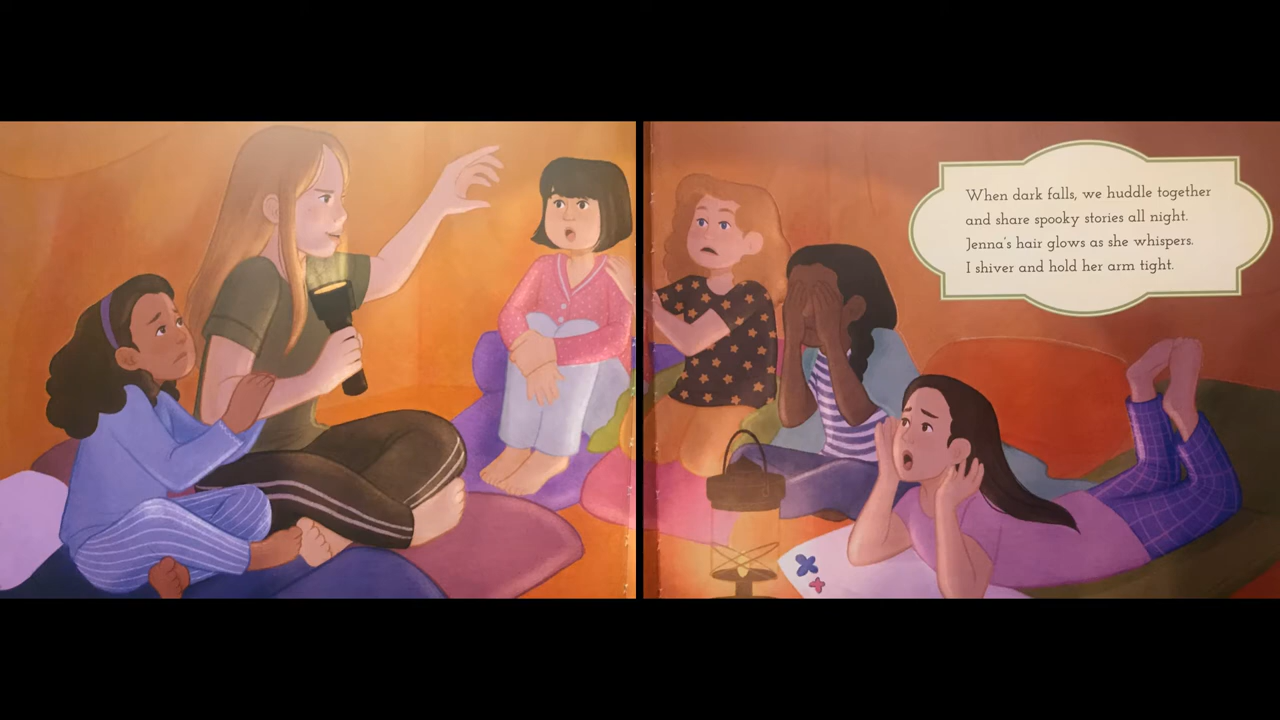 When dark falls, we huddle together
and share spooky stories all night.
Jenna's hair glows as she whispers.
I shiver and hold her arm tight.